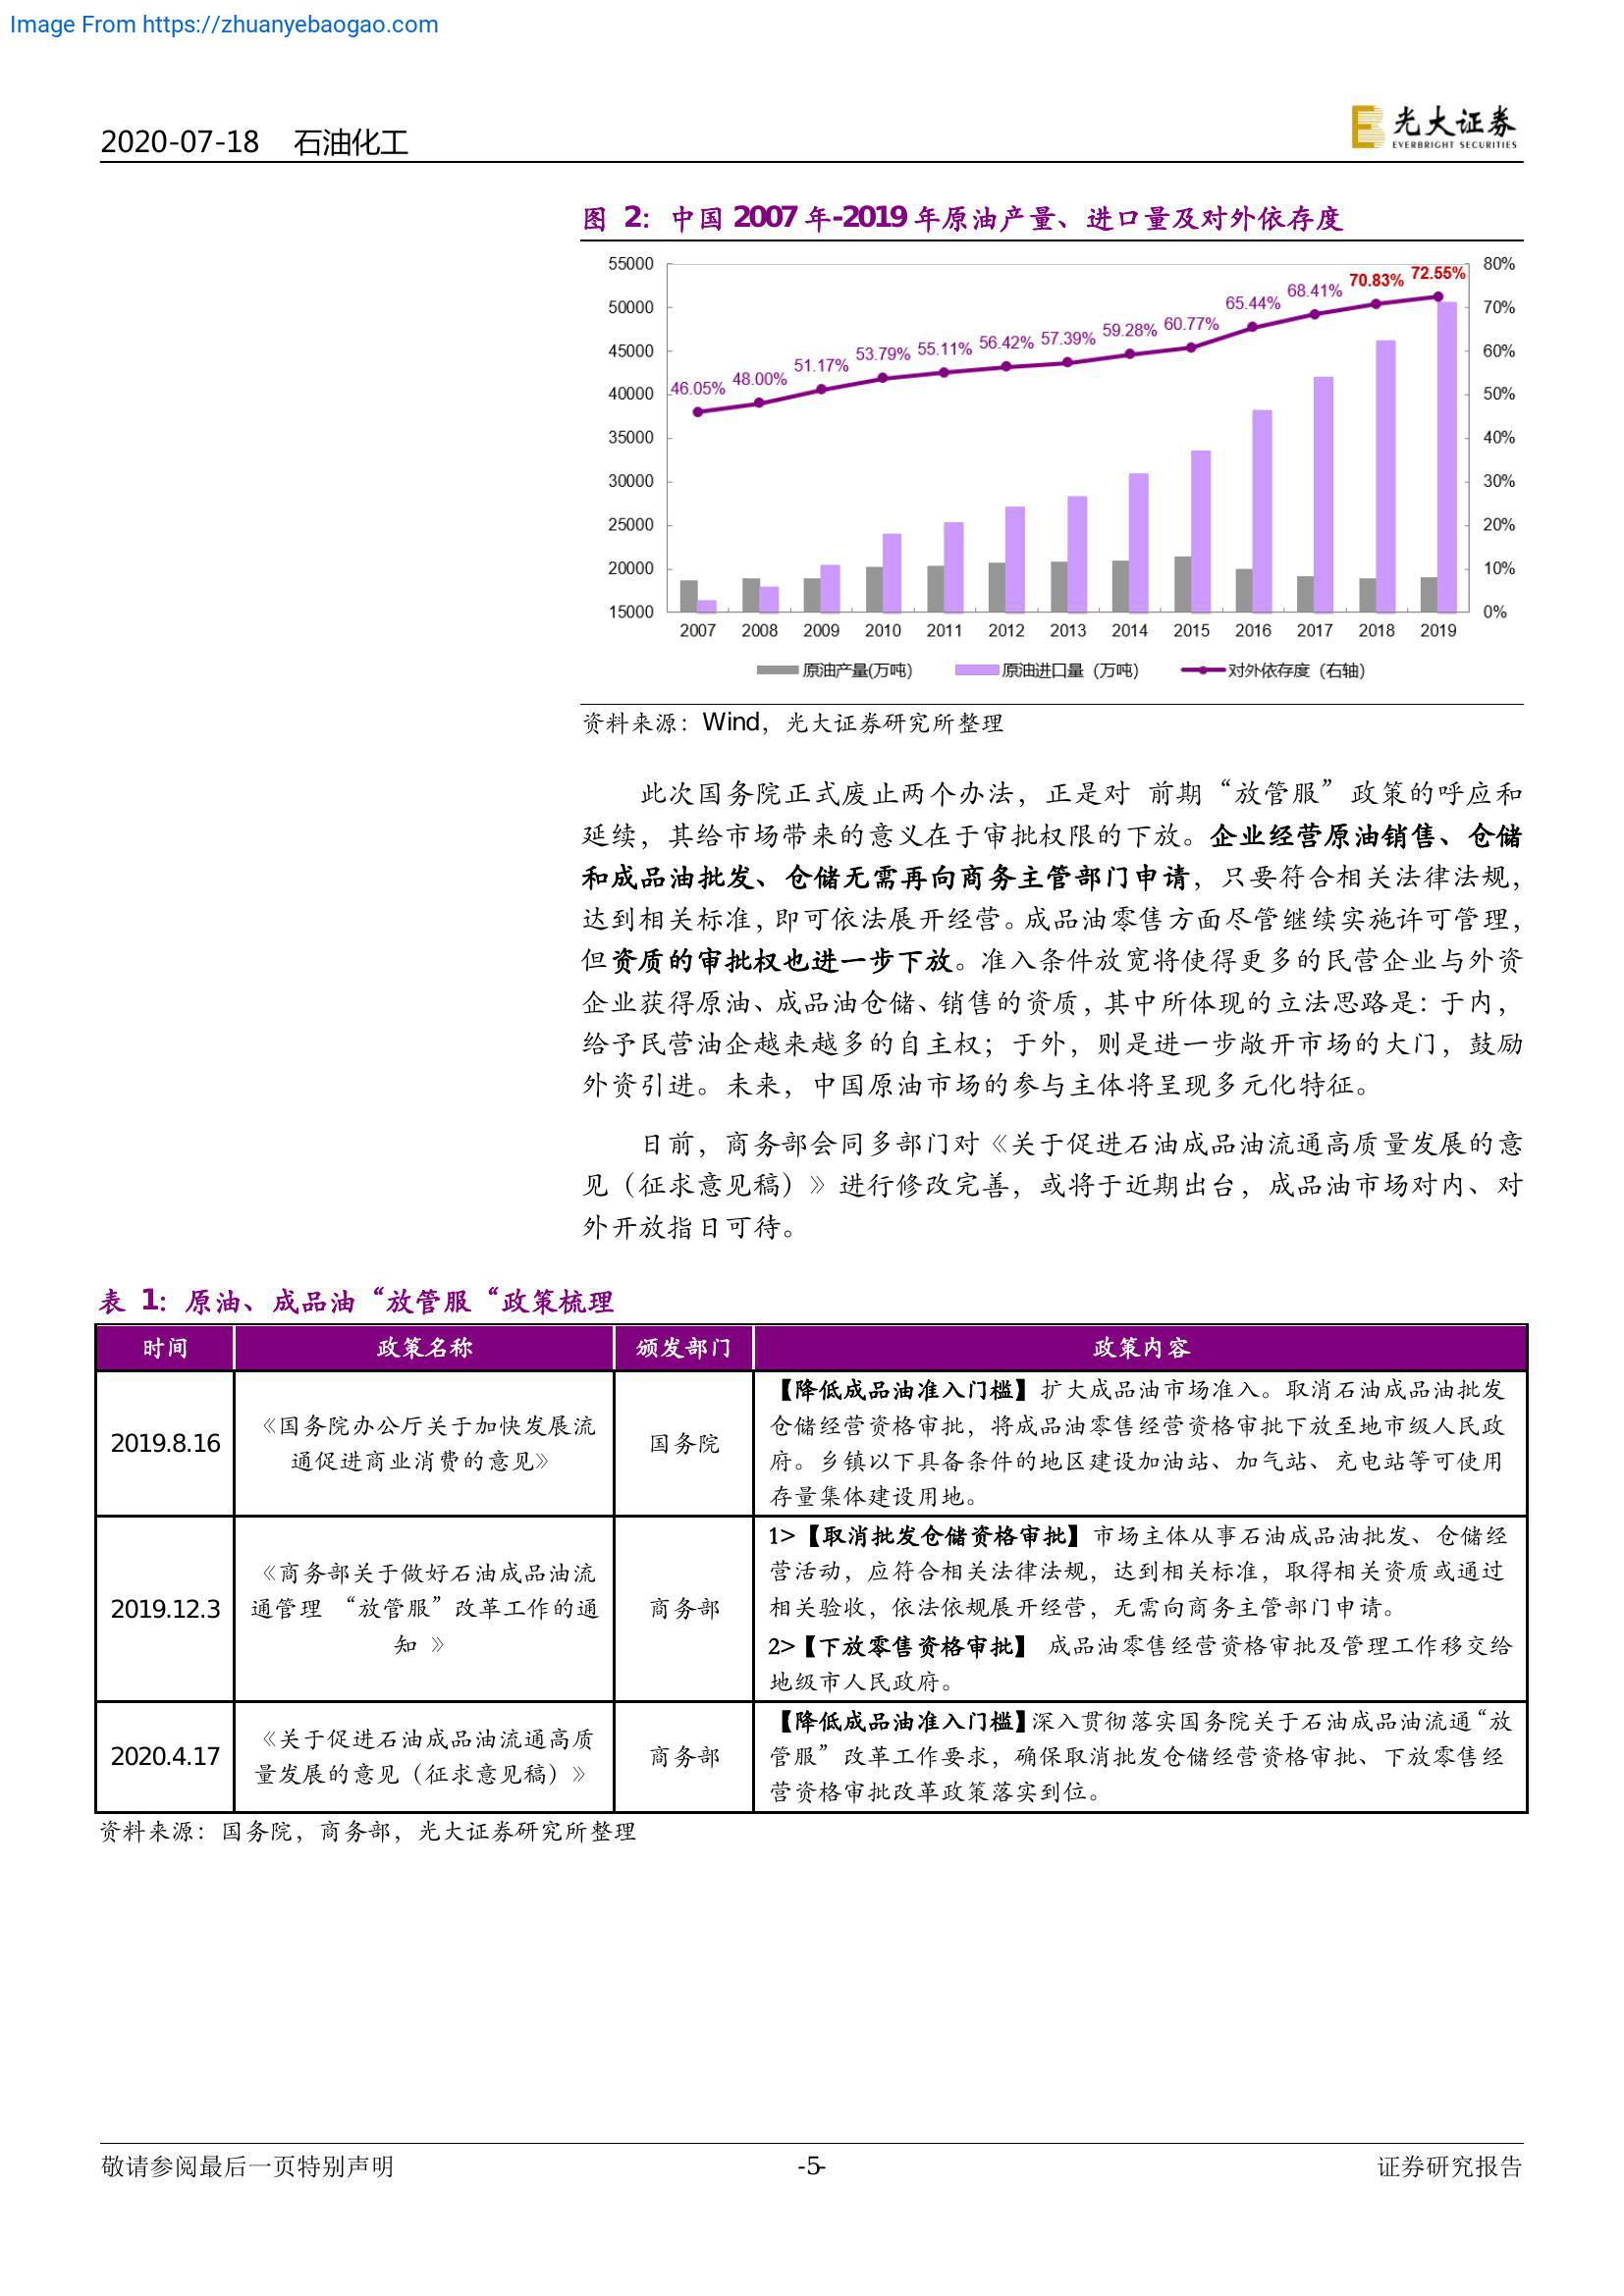 Image From https://zhuanyebaogao.com
2020-07-18 石油化工
光大证券
EVERBRIGHT SECURITIES
图 2：中国 2007 年-2019 年原油产量、进口量及对外依存度
55000
50000
45000
40000
35000
30000
25000
20000
15000
80%
70%
60%
50%
40%
30%
20%
10%
0%
46.05% 48.00% 51.17% 53.79% 55.11% 56.42% 57.39% 59.28% 60.77% 65.44% 68.41% 70.83% 72.55%
2007 2008 2009 2010 2011 2012 2013 2014 2015 2016 2017 2018 2019
原油产量(万吨) 原油进口量（万吨） 对外依存度（右轴）
资料来源：Wind，光大证券研究所整理
此次国务院正式废止两个办法，正是对 前期“放管服”政策的呼应和
延续，其给市场带来的意义在于审批权限的下放。企业经营原油销售、仓储
和成品油批发、仓储无需再向商务主管部门申请，只要符合相关法律法规，
达到相关标准，即可依法展开经营。成品油零售方面尽管继续实施许可管理，
但资质的审批权也进一步下放。准入条件放宽将使得更多的民营企业与外资
企业获得原油、成品油仓储、销售的资质，其中所体现的立法思路是：于内，
给予民营油企越来越多的自主权；于外，则是进一步敞开市场的大门，鼓励
外资引进。未来，中国原油市场的参与主体将呈现多元化特征。
日前，商务部会同多部门对《关于促进石油成品油流通高质量发展的意
见（征求意见稿）》进行修改完善，或将于近期出台，成品油市场对内、对
外开放指日可待。
表 1：原油、成品油“放管服“政策梳理
时间 政策名称 颁发部门 政策内容
2019.8.16
《国务院办公厅关于加快发展流
通促进商业消费的意见》
国务院
【降低成品油准入门槛】扩大成品油市场准入。取消石油成品油批发
仓储经营资格审批，将成品油零售经营资格审批下放至地市级人民政
府。乡镇以下具备条件的地区建设加油站、加气站、充电站等可使用
存量集体建设用地。
2019.12.3
《商务部关于做好石油成品油流
通管理 “放管服”改革工作的通
知 》
商务部
1>【取消批发仓储资格审批】市场主体从事石油成品油批发、仓储经
营活动，应符合相关法律法规，达到相关标准，取得相关资质或通过
相关验收，依法依规展开经营，无需向商务主管部门申请。
2>【下放零售资格审批】 成品油零售经营资格审批及管理工作移交给
地级市人民政府。
2020.4.17
《关于促进石油成品油流通高质
量发展的意见（征求意见稿）》
商务部
【降低成品油准入门槛】深入贯彻落实国务院关于石油成品油流通“放
管服”改革工作要求，确保取消批发仓储经营资格审批、下放零售经
营资格审批改革政策落实到位。
资料来源：国务院，商务部，光大证券研究所整理
敬请参阅最后一页特别声明 -5- 证券研究报告